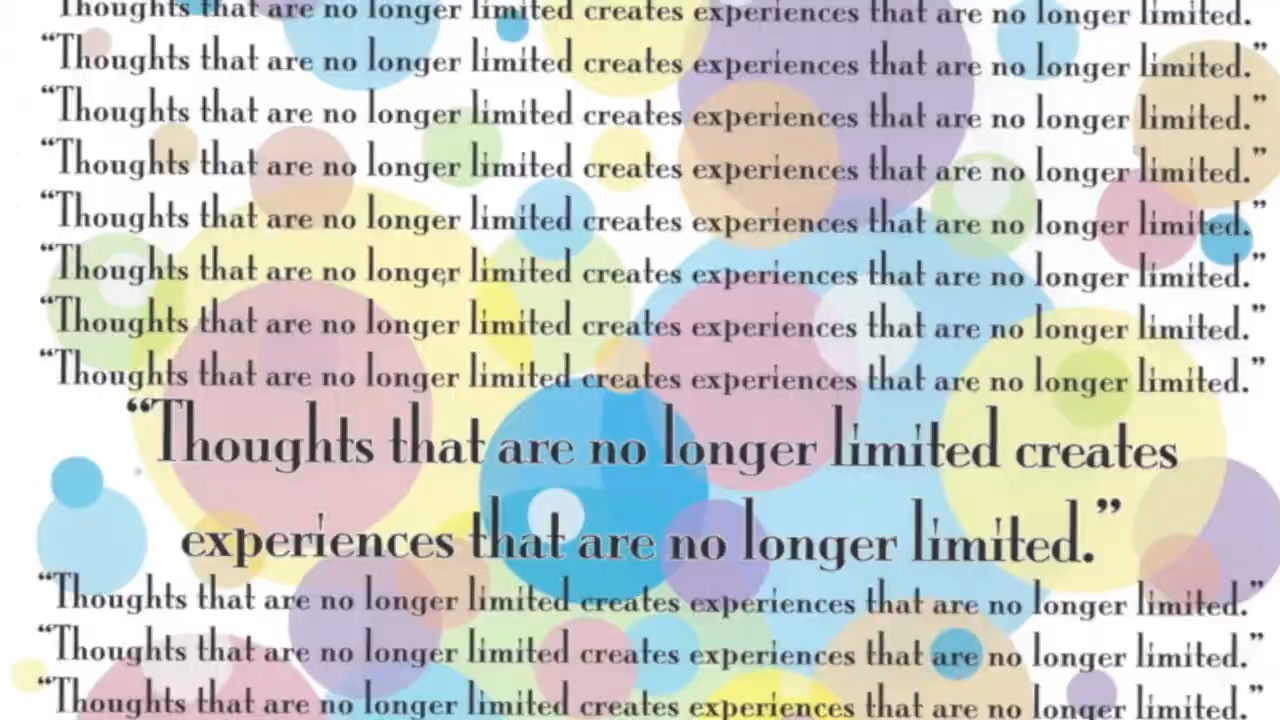 Thoughts that are no longer limited creates experiences that are no longer limited.
“Thoughts that are no longer limited creates experiences that are no longer limited.”
“Thoughts that are no longer limited creates experiences that are no longer limited.”
“Thoughts that are no longer limited creates experiences that are no longer limited.”
“Thoughts that are no longer limited creates experiences that are no longer limited.”
“Thoughts that are no longer limited creates experiences that are no longer limited.”
“Thoughts that are no longer limited creates experiences that are no longer limited.”
“Thoughts that are no longer limited creates experiences that are no longer limited.”
“Thoughts that are no longer limited creates
experiences that are no longer limited.”
“Thoughts that are no longer limited creates experiences that are no longer limited.”
“Thoughts that are no longer limited creates experiences that are no longer limited.”
“Thoughts that are no longer limited creates experiences that are no longer limited.”